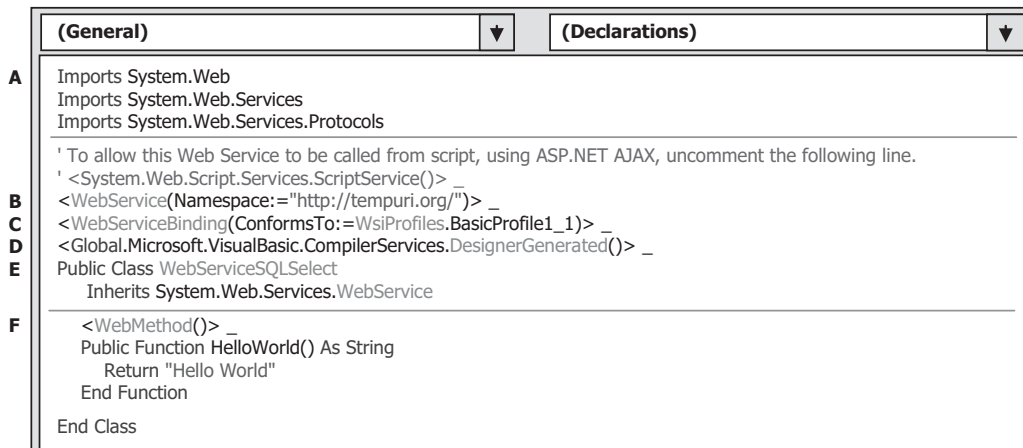 (General) (Declarations)
A Imports System.Web
Imports System.Web.Services
Imports System.Web.Services.Protocols
' To allow this Web Service to be called from script, using ASP.NET AJAX, uncomment the following line.
' <System.Web.Script.Services.ScriptService()> _
B <WebService(Namespace:="http://tempuri.org/")> _
C <WebServiceBinding(ConformsTo:=WsiProfiles.BasicProfile1_1)> _
D <Global.Microsoft.VisualBasic.CompilerServices.DesignerGenerated()> _
E Public Class WebServiceSQLSelect
Inherits System.Web.Services.WebService
F <WebMethod()> _
Public Function HelloWorld() As String
Return "Hello World"
End Function
End Class